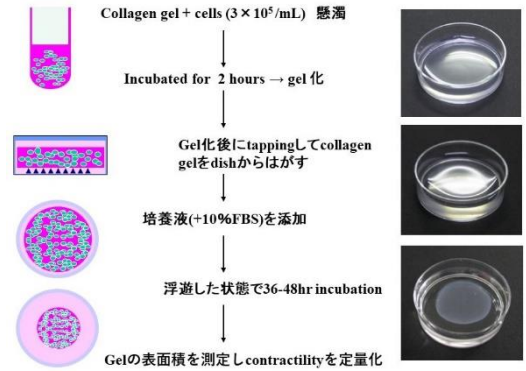 Collagen gel + cells (3×10⁵/mL) 懸濁
Incubated for 2 hours → gel 化
Gel化後にtappingしてcollagen
gelをdishからはがす
培養液(+10%FBS)を添加
浮遊した状態で36-48hr incubation
Gelの表面積を測定しcontractilityを定量化